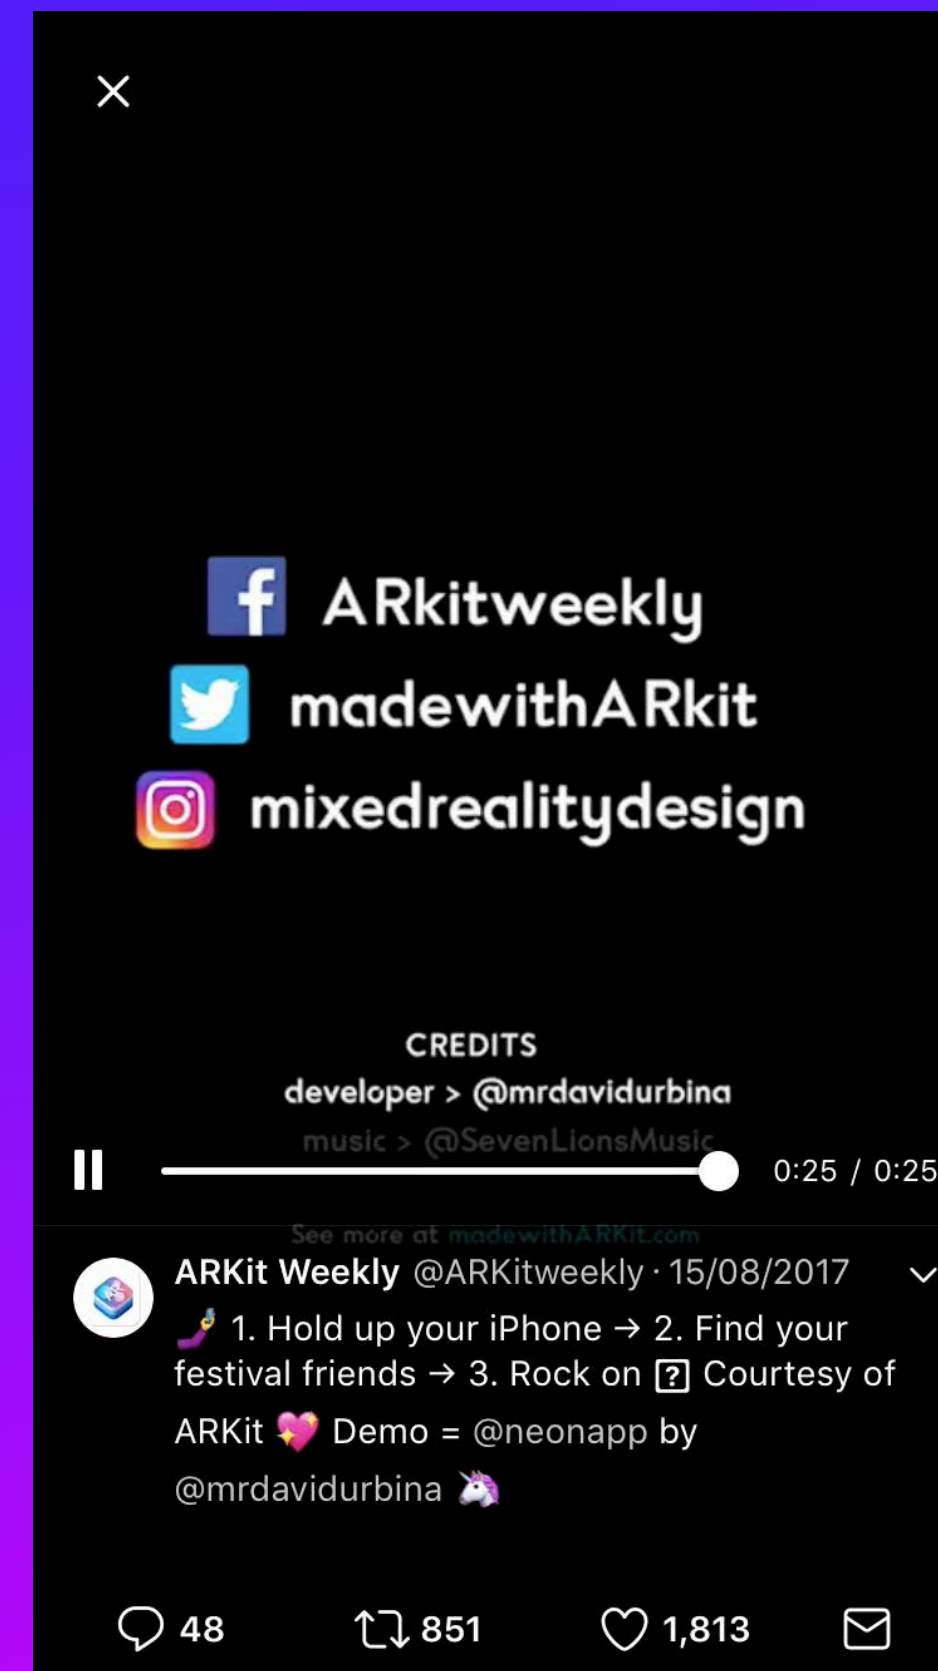 ARkitweekly
madewithARkit
mixedrealitydesign
CREDITS
developer > @mrdavidurbina
music > @SevenLionsMusic
0:25 / 0:25
See more at madewithARKit.com
ARKit Weekly @ARKitweekly · 15/08/2017
🤳 1. Hold up your iPhone → 2. Find your
festival friends → 3. Rock on ? Courtesy of
ARKit 💖 Demo = @neonapp by
@mrdavidurbina 🦄
48 851 1,813